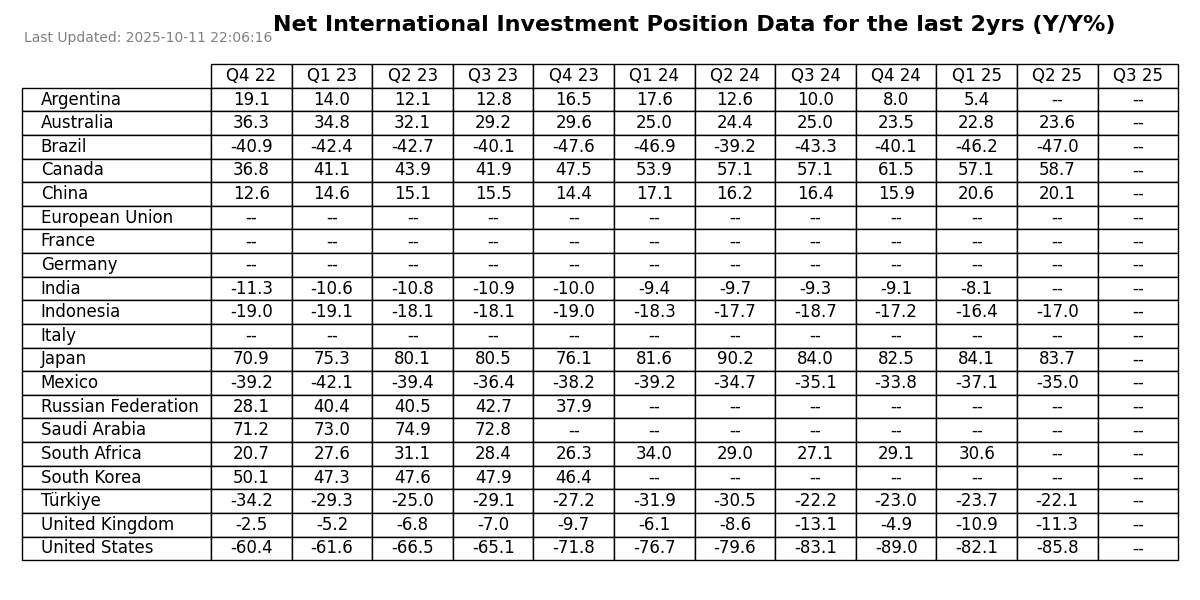 Net International Investment Position Data for the last 2yrs (Y/Y%)
Last Updated: 2025-10-11 22:06:16
Q4 22 Q1 23 Q2 23 Q3 23 Q4 23 Q1 24 Q2 24 Q3 24 Q4 24 Q1 25 Q2 25 Q3 25
Argentina 19.1 14.0 12.1 12.8 16.5 17.6 12.6 10.0 8.0 5.4 -- --
Australia 36.3 34.8 32.1 29.2 29.6 25.0 24.4 25.0 23.5 22.8 23.6 --
Brazil -40.9 -42.4 -42.7 -40.1 -47.6 -46.9 -39.2 -43.3 -40.1 -46.2 -47.0 --
Canada 36.8 41.1 43.9 41.9 47.5 53.9 57.1 57.1 61.5 57.1 58.7 --
China 12.6 14.6 15.1 15.5 14.4 17.1 16.2 16.4 15.9 20.6 20.1 --
European Union -- -- -- -- -- -- -- -- -- -- -- --
France -- -- -- -- -- -- -- -- -- -- -- --
Germany -- -- -- -- -- -- -- -- -- -- -- --
India -11.3 -10.6 -10.8 -10.9 -10.0 -9.4 -9.7 -9.3 -9.1 -8.1 -- --
Indonesia -19.0 -19.1 -18.1 -18.1 -19.0 -18.3 -17.7 -18.7 -17.2 -16.4 -17.0 --
Italy -- -- -- -- -- -- -- -- -- -- -- --
Japan 70.9 75.3 80.1 80.5 76.1 81.6 90.2 84.0 82.5 84.1 83.7 --
Mexico -39.2 -42.1 -39.4 -36.4 -38.2 -39.2 -34.7 -35.1 -33.8 -37.1 -35.0 --
Russian Federation 28.1 40.4 40.5 42.7 37.9 -- -- -- -- -- -- --
Saudi Arabia 71.2 73.0 74.9 72.8 -- -- -- -- -- -- -- --
South Africa 20.7 27.6 31.1 28.4 26.3 34.0 29.0 27.1 29.1 30.6 -- --
South Korea 50.1 47.3 47.6 47.9 46.4 -- -- -- -- -- -- --
Türkiye -34.2 -29.3 -25.0 -29.1 -27.2 -31.9 -30.5 -22.2 -23.0 -23.7 -22.1 --
United Kingdom -2.5 -5.2 -6.8 -7.0 -9.7 -6.1 -8.6 -13.1 -4.9 -10.9 -11.3 --
United States -60.4 -61.6 -66.5 -65.1 -71.8 -76.7 -79.6 -83.1 -89.0 -82.1 -85.8 --